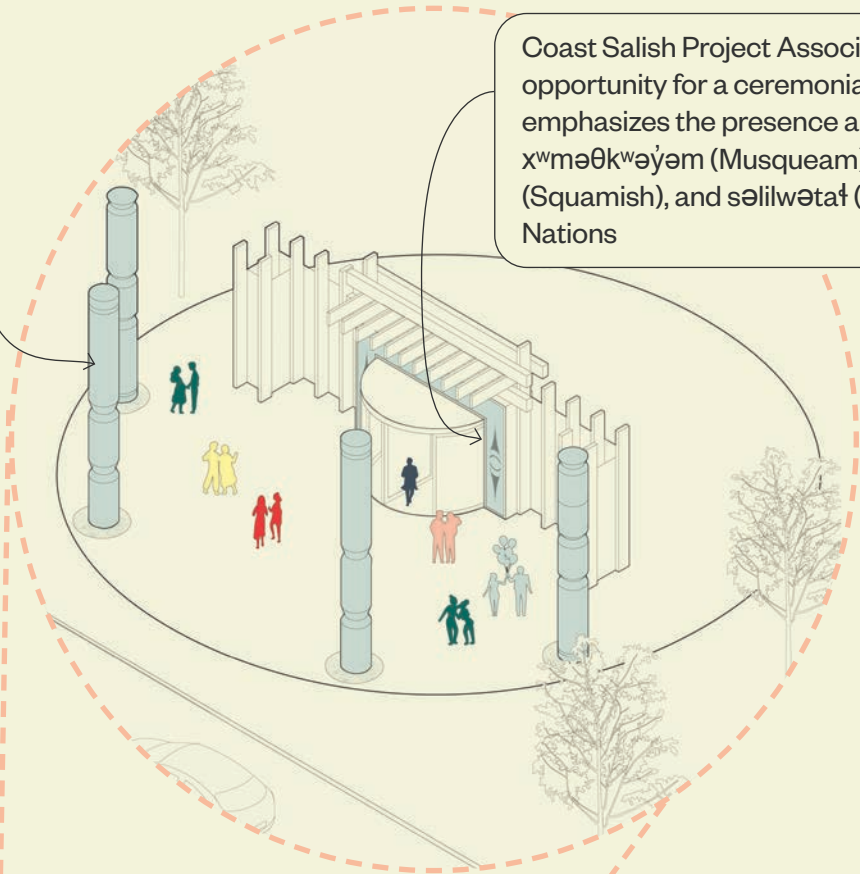 Coast Salish Project Associ
opportunity for a ceremonia
emphasizes the presence a
xʷməθkʷəy̓əm (Musqueam)
(Squamish), and səlilwətaɬ (
Nations